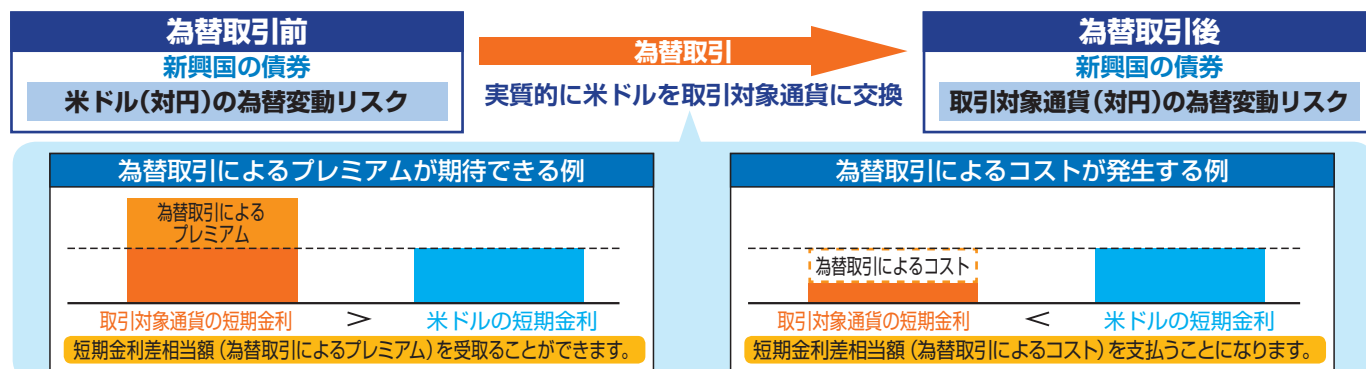 為替取引前
新興国の債券
米ドル(対円)の為替変動リスク
為替取引
実質的に米ドルを取引対象通貨に交換
為替取引後
新興国の債券
取引対象通貨(対円)の為替変動リスク
為替取引によるプレミアムが期待できる例
為替取引による
プレミアム
取引対象通貨の短期金利 > 米ドルの短期金利
短期金利差相当額(為替取引によるプレミアム)を受取ることができます。
為替取引によるコストが発生する例
為替取引によるコスト
取引対象通貨の短期金利 < 米ドルの短期金利
短期金利差相当額(為替取引によるコスト)を支払うことになります。